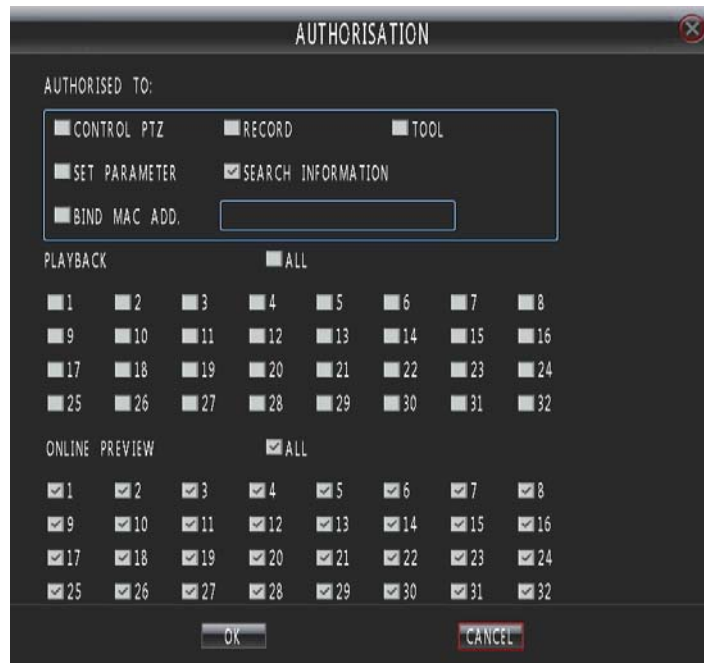 AUTHORISATION
AUTHORISED TO:
CONTROL PTZ RECORD TOOL
SET PARAMETER SEARCH INFORMATION
BIND MAC ADD.
PLAYBACK ALL
1 2 3 4 5 6 7 8
9 10 11 12 13 14 15 16
17 18 19 20 21 22 23 24
25 26 27 28 29 30 31 32
ONLINE PREVIEW ALL
1 2 3 4 5 6 7 8
9 10 11 12 13 14 15 16
17 18 19 20 21 22 23 24
25 26 27 28 29 30 31 32
OK CANCEL